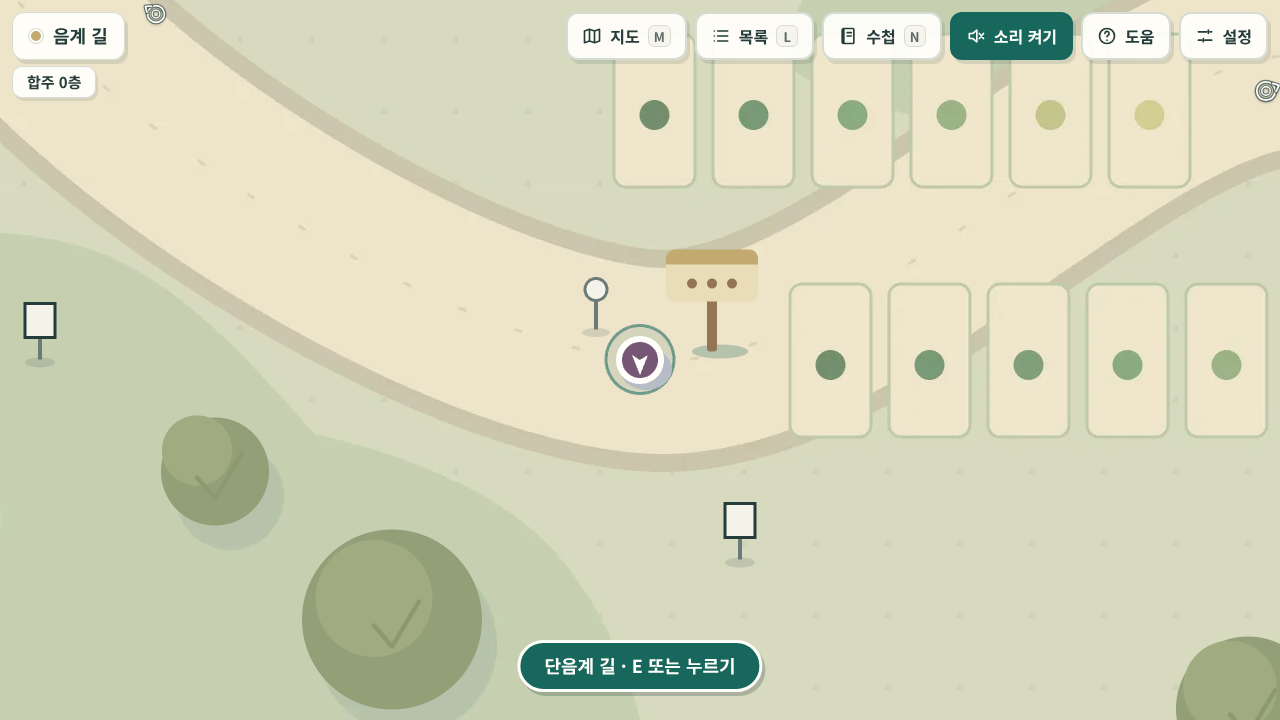 음계 길
지도 M
목록 L
수첩 N
소리 켜기
도움
설정
합주 0층
단음계 길 · E 또는 누르기